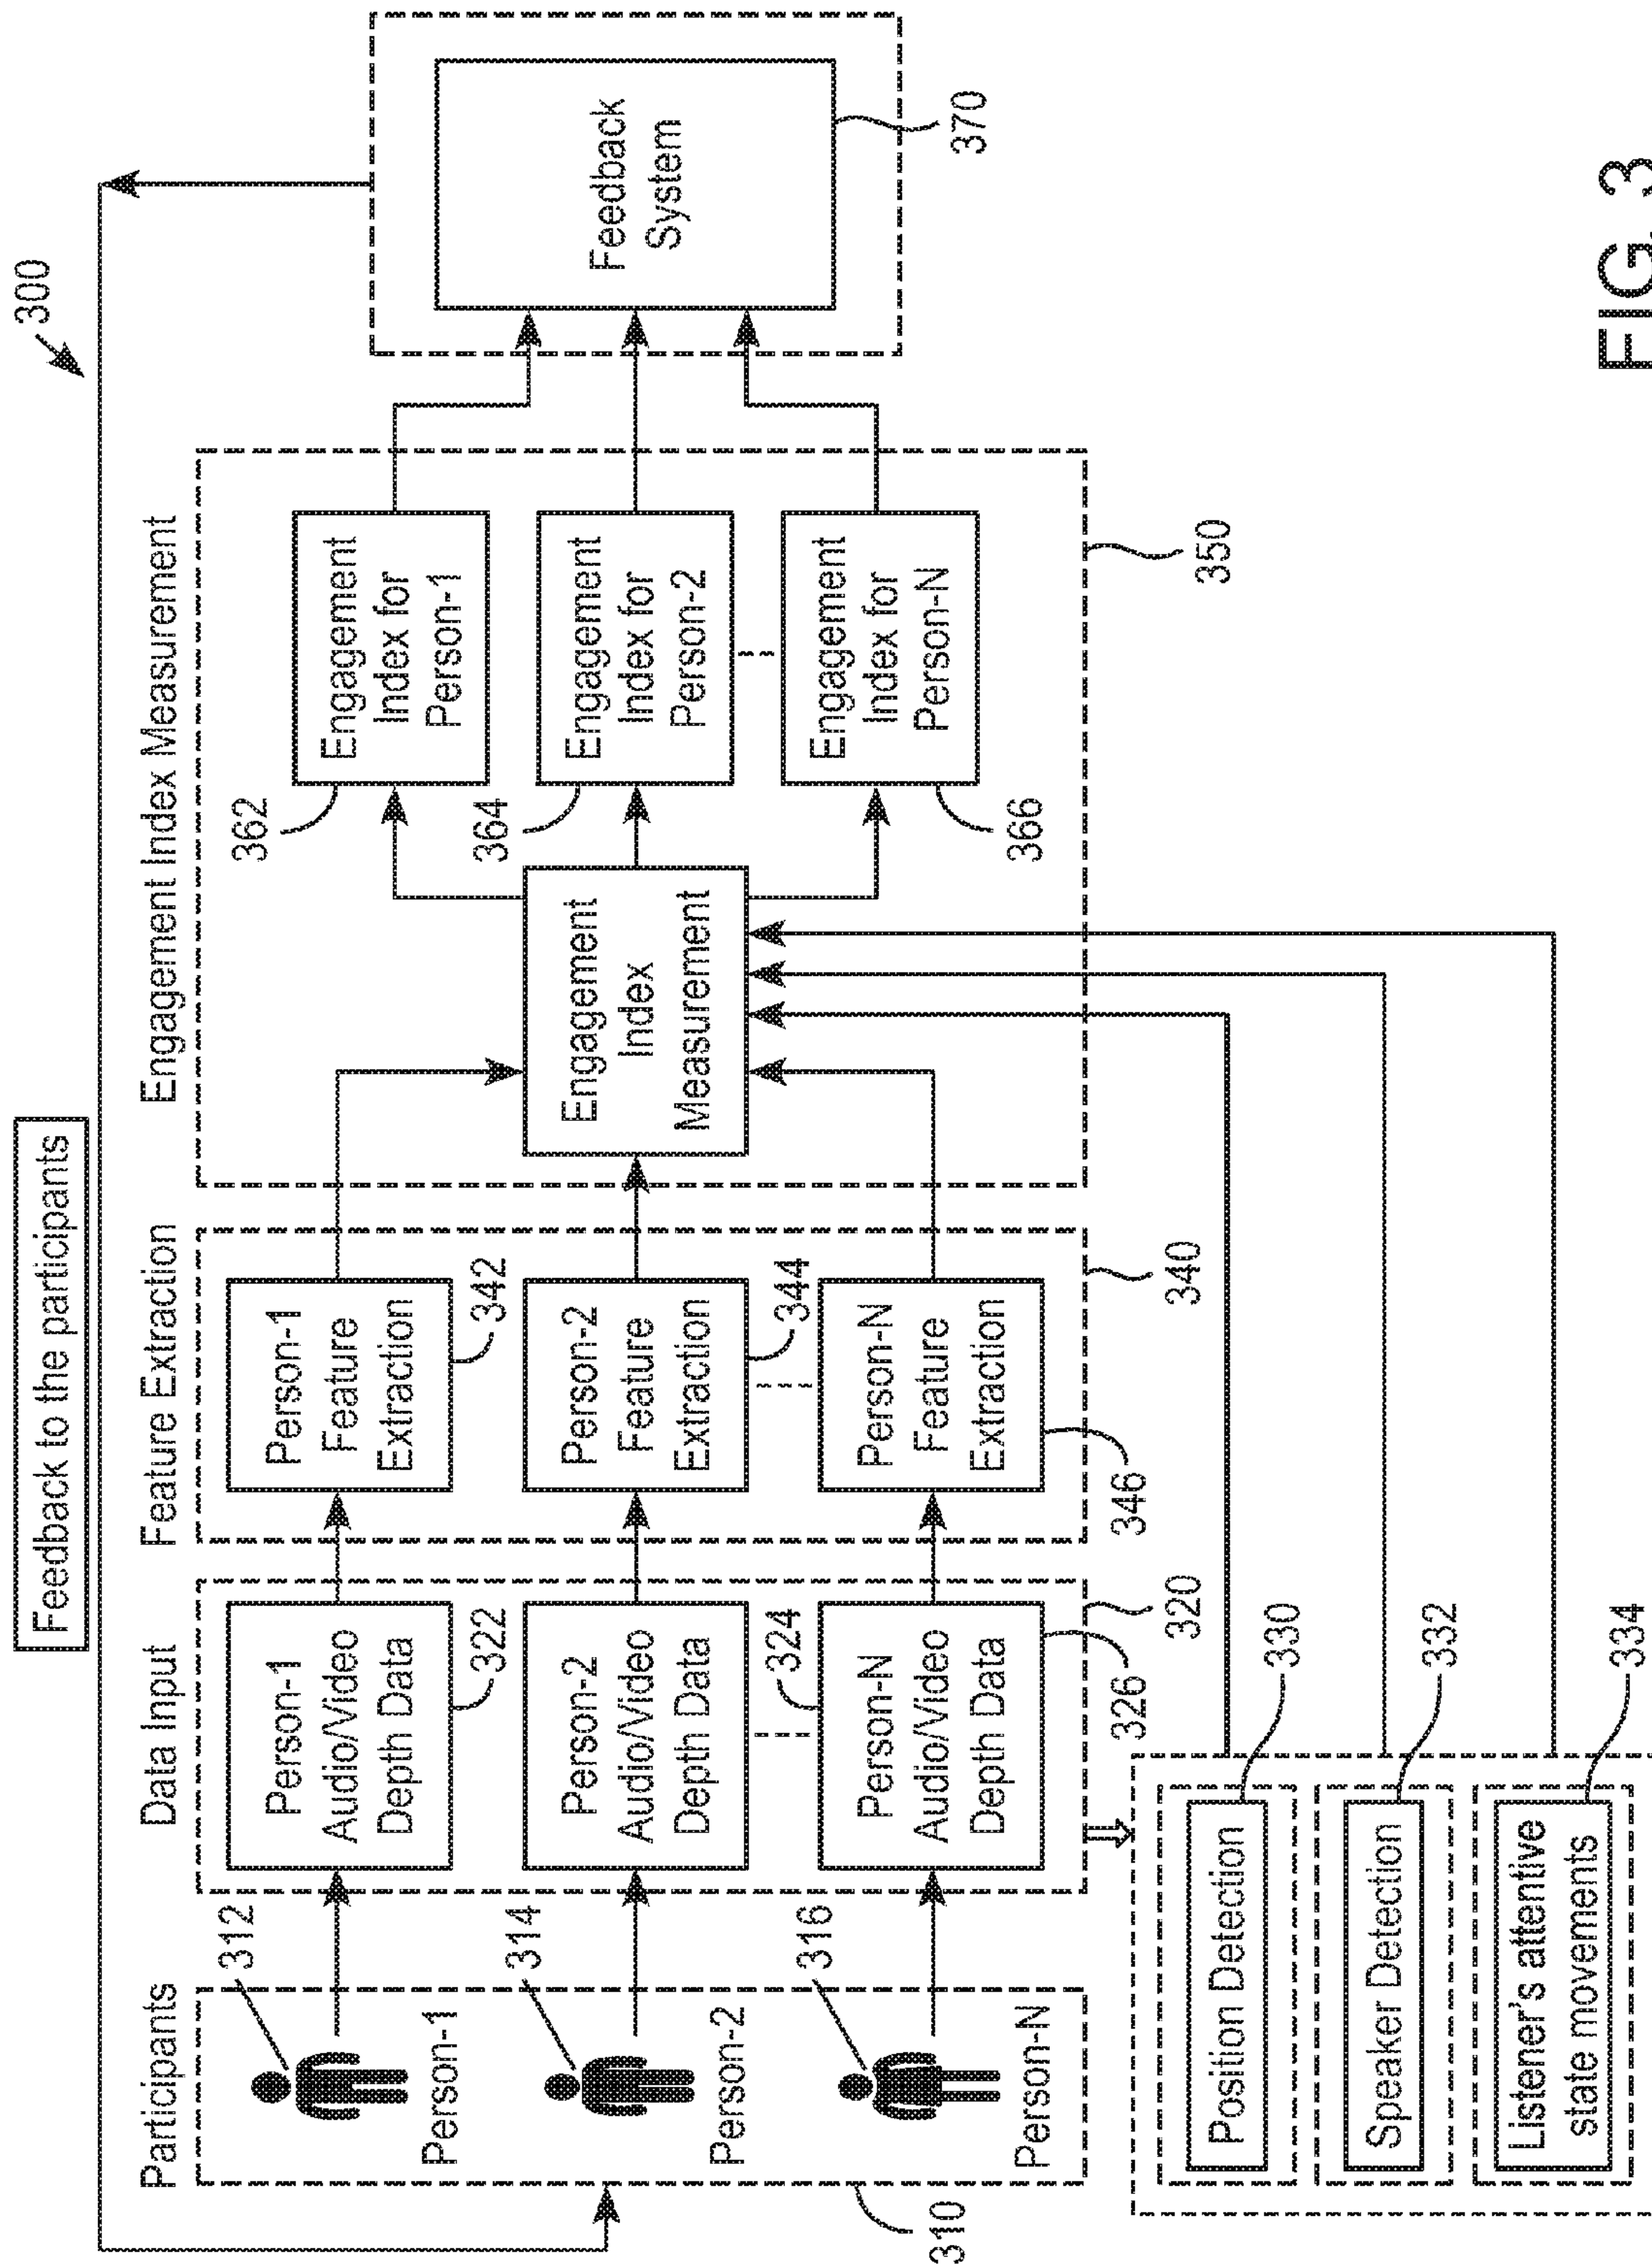 300
Feedback to the participants
Participants
Data Input
Feature Extraction
Engagement Index Measurement
312
Person-1
314
Person-2
316
Person-N
310
Person-1
Audio/Video
Depth Data
322
Person-2
Audio/Video
Depth Data
324
Person-N
Audio/Video
Depth Data
326
320
Person-1
Feature
Extraction
342
Person-2
Feature
Extraction
344
Person-N
Feature
Extraction
346
340
Engagement
Index
Measurement
362
Engagement
Index for
Person-1
364
Engagement
Index for
Person-2
366
Engagement
Index for
Person-N
350
Feedback
System
370
Position Detection
330
Speaker Detection
332
Listener's attentive
state movements
334
FIG. 3